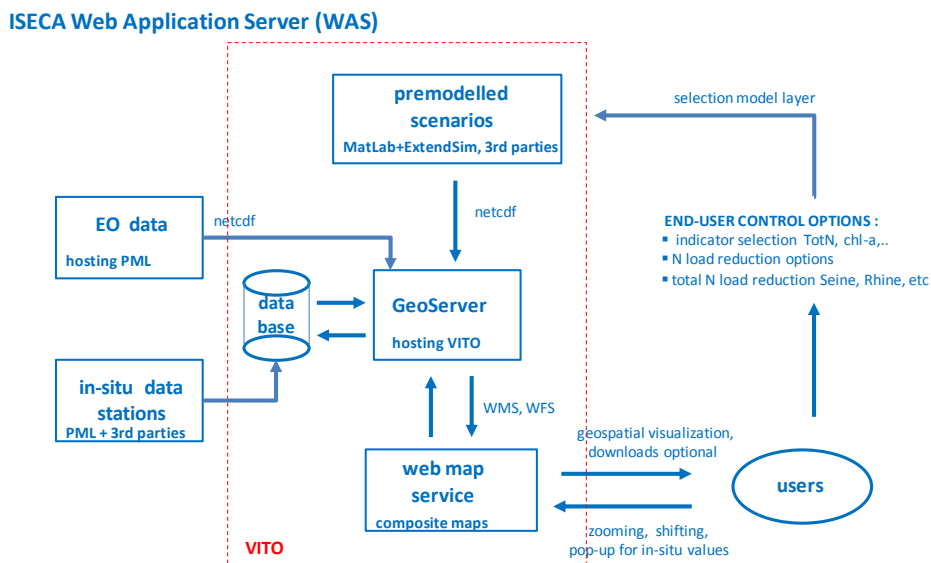 ISECA Web Application Server (WAS)
premodelled
scenarios
MatLab+ExtendSim, 3rd parties
selection model layer
EO data
hosting PML
netcdf
netcdf
END-USER CONTROL OPTIONS :
▪ indicator selection TotN, chl-a,..
▪ N load reduction options
▪ total N load reduction Seine, Rhine, etc
data
base
GeoServer
hosting VITO
in-situ data
stations
PML + 3rd parties
WMS, WFS
geospatial visualization,
downloads optional
web map
service
composite maps
users
zooming, shifting,
pop-up for in-situ values
VITO